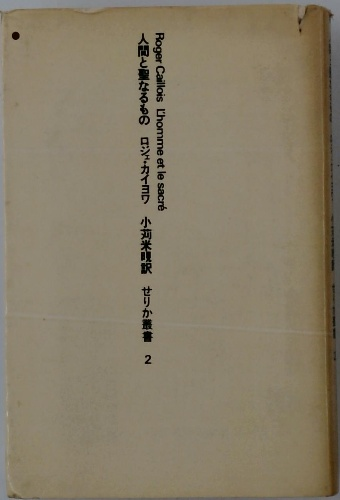 Roger Caillois L'homme et le sacré
人間と聖なるもの ロジェ・カイヨワ 小苅米晛訳 せりか叢書 2